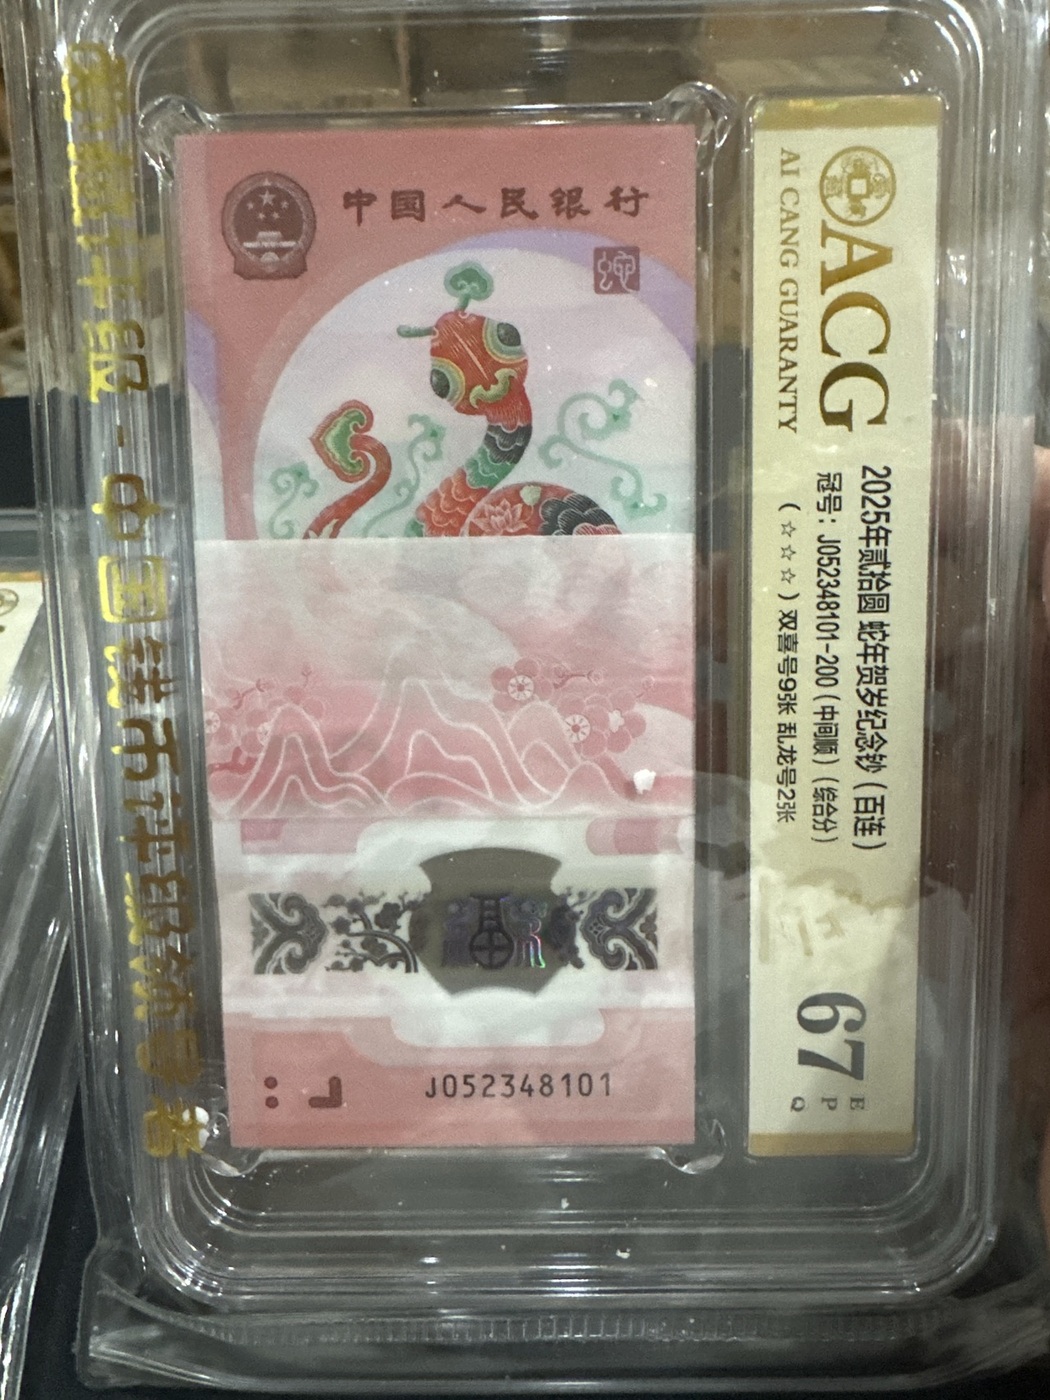 中国人民银行
蛇
J052348101
ACG
AI CANG GUARANTY
2025年贰拾圆 蛇年贺岁纪念钞（百连）
冠号：J052348101-200（中间顺）（综合分）
（☆☆☆）双喜号9张 乱龙号2张
67
E
P
Q